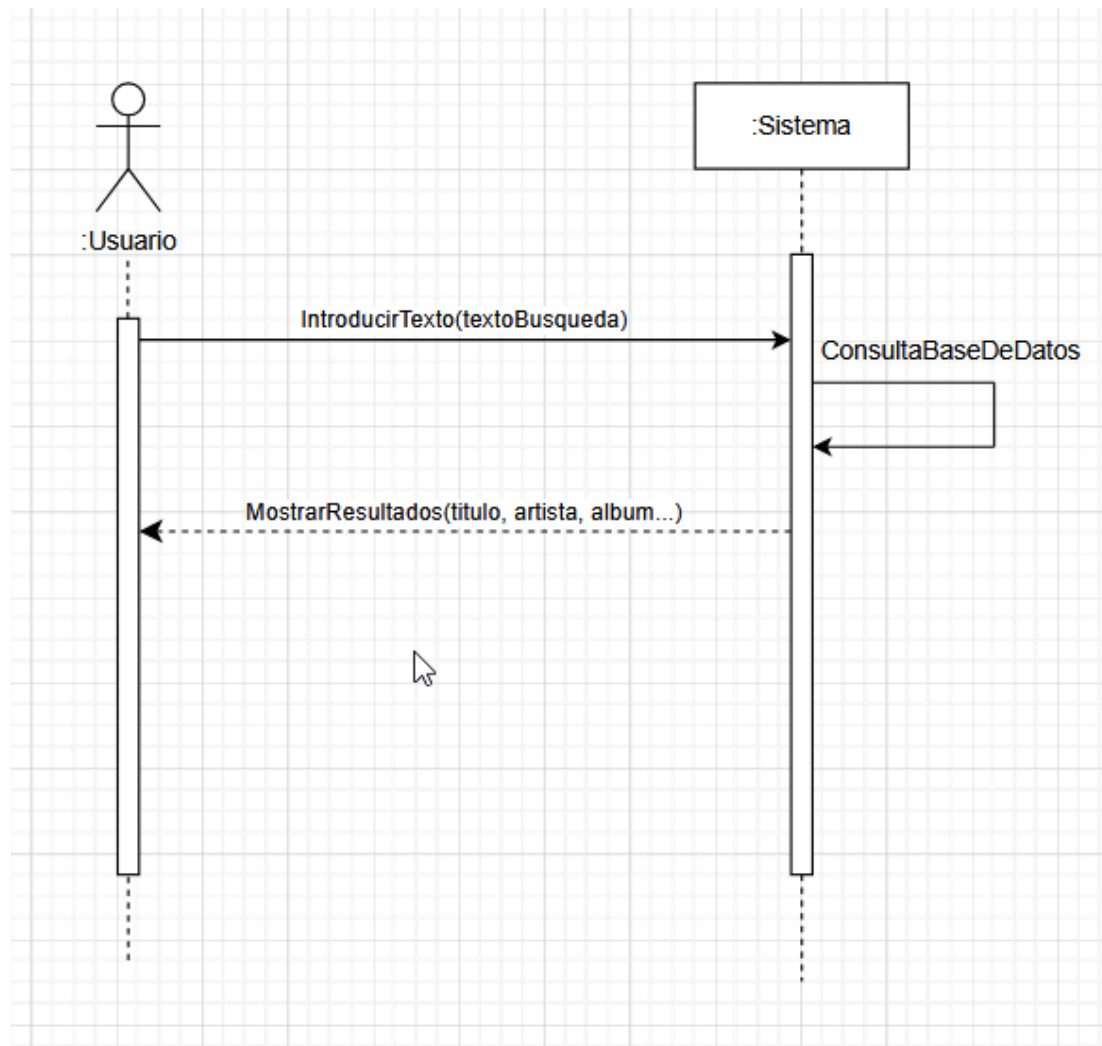 :Sistema
:Usuario
IntroducirTexto(textoBusqueda)
ConsultaBaseDeDatos
MostrarResultados(titulo, artista, album...)